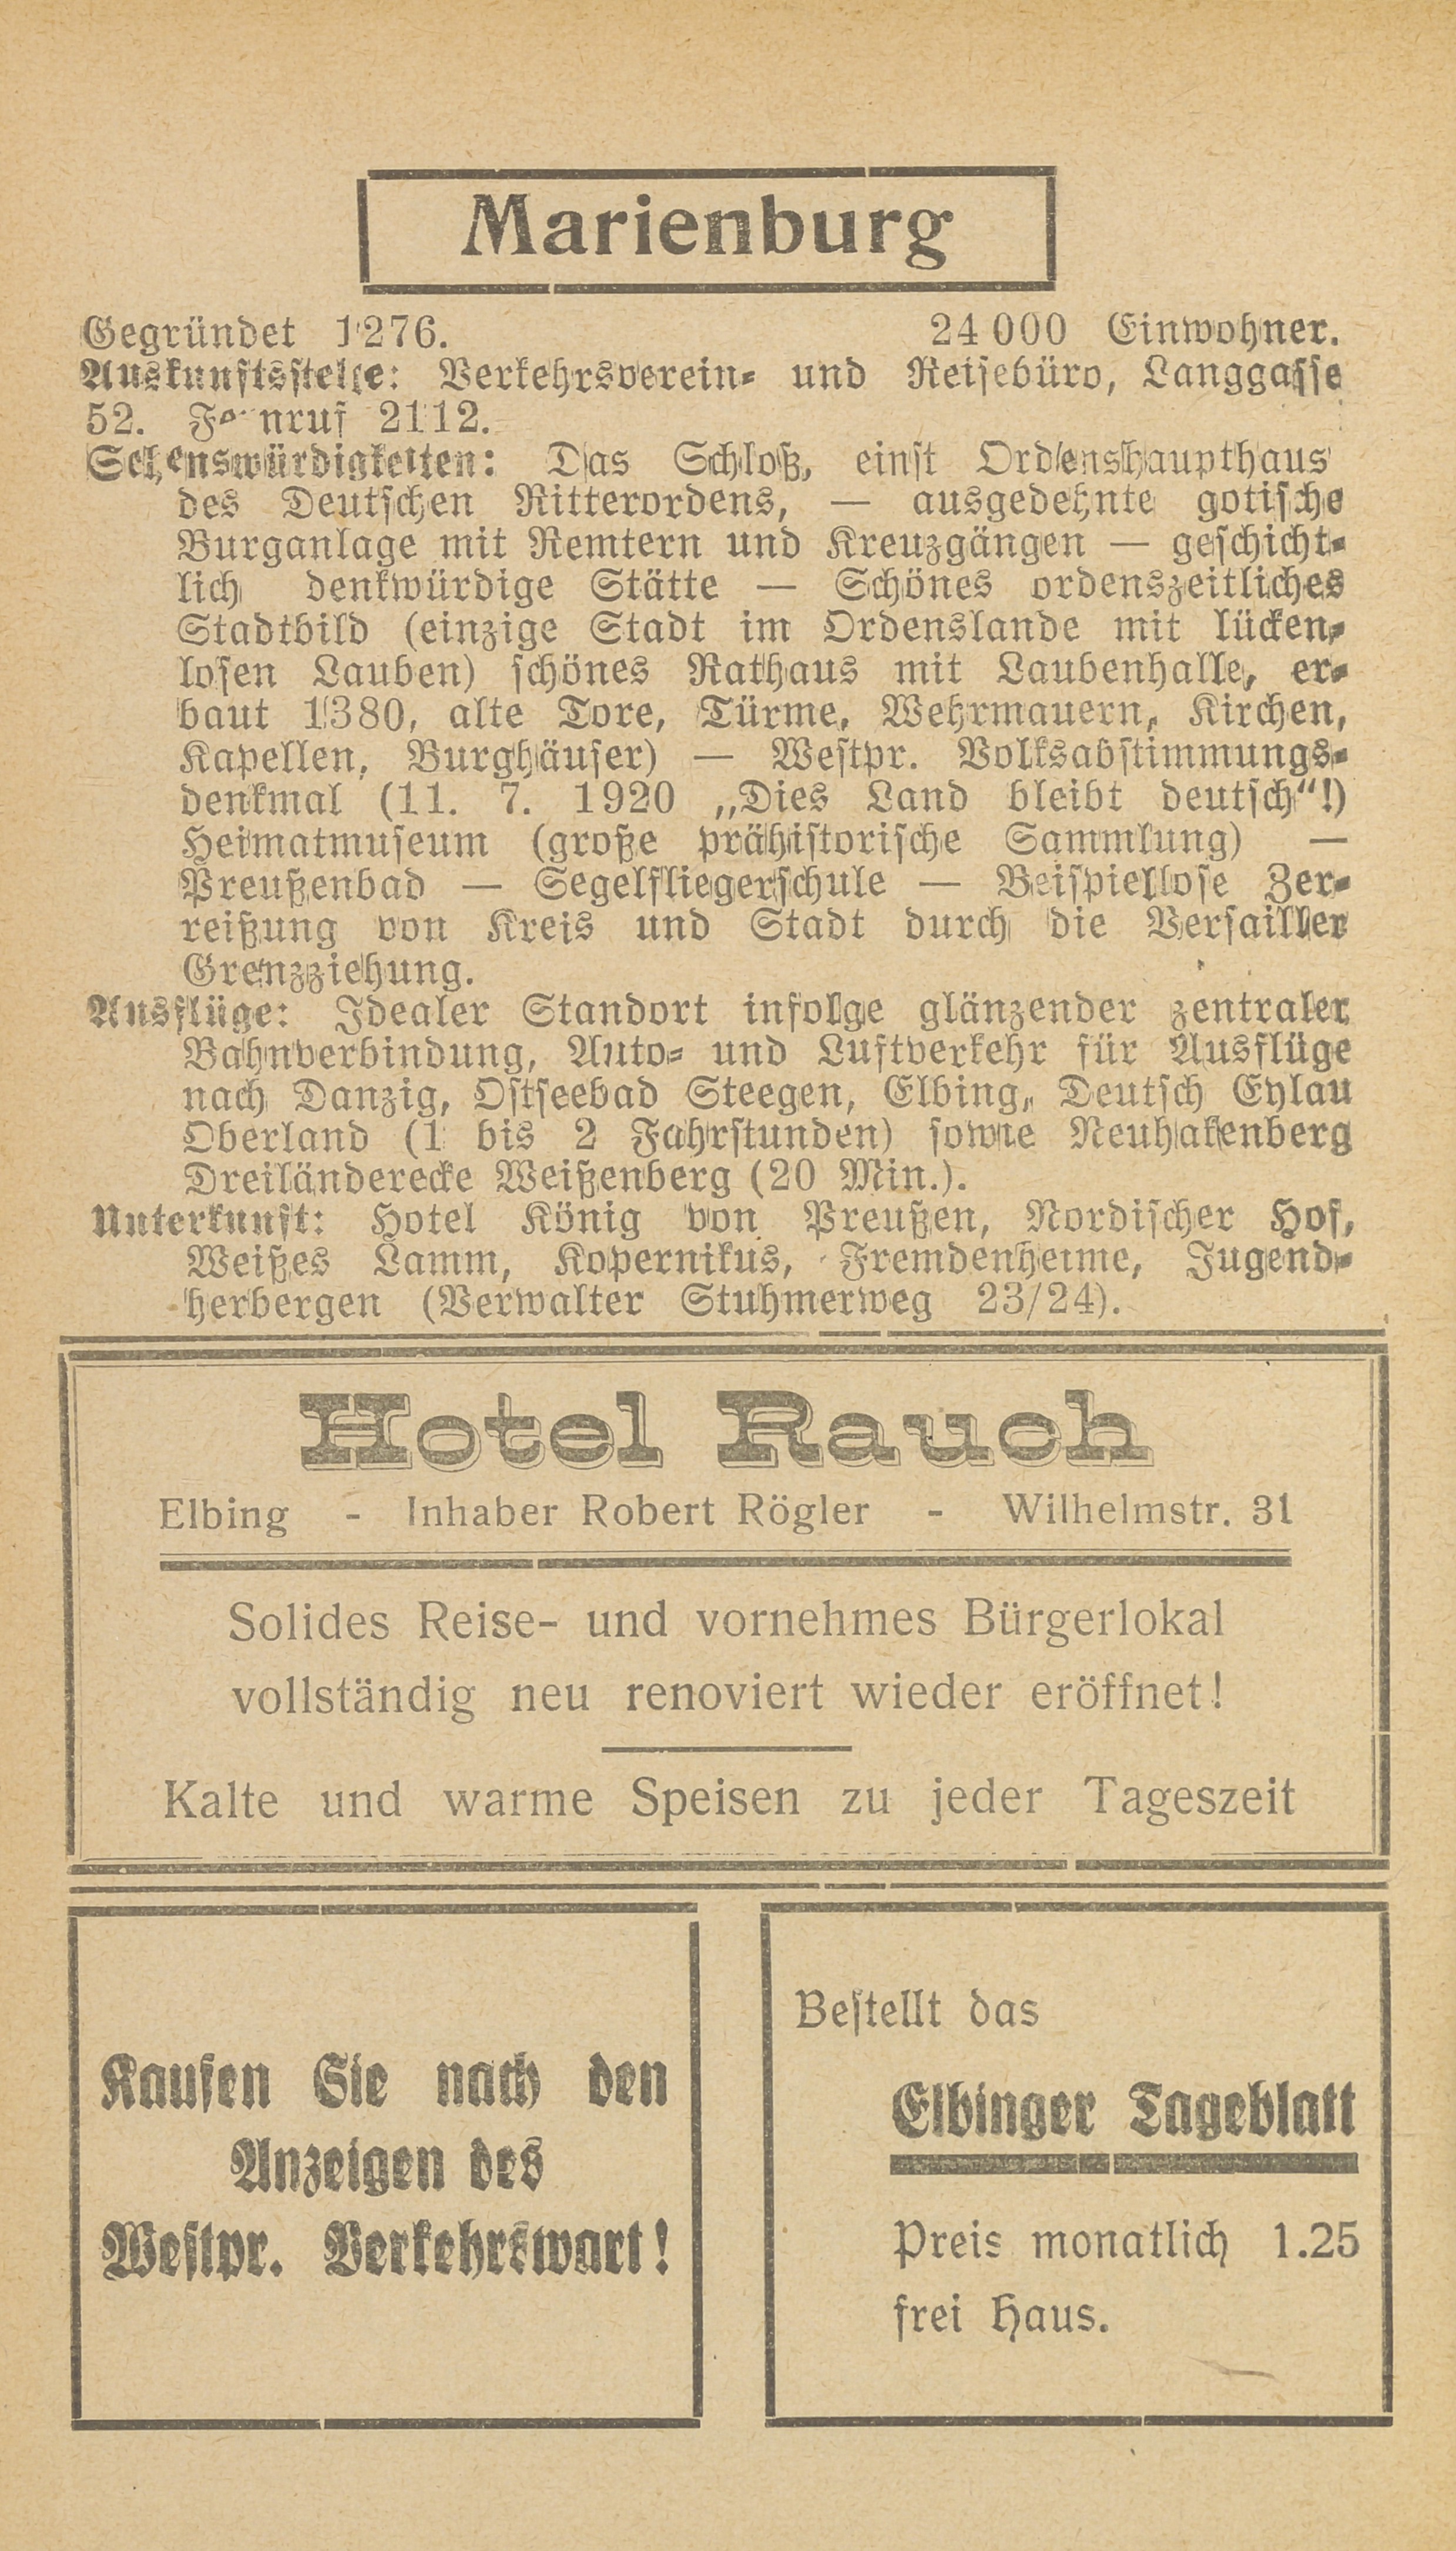 Marienburg
Gegründet 1276. 24 000 Einwohner.
Auskunftsstelle: Verkehrsverein- und Reisebüro, Langgasse
52. Fernruf 2112.
Sehenswürdigkeiten: Das Schloß, einst Ordenshaupthaus
des Deutschen Ritterordens, — ausgedehnte gotische
Burganlage mit Remtern und Kreuzgängen — geschicht-
lich denkwürdige Stätte — Schönes ordenszeitliches
Stadtbild (einzige Stadt im Ordenslande mit lücken-
losen Lauben) schönes Rathaus mit Laubenhalle, er-
baut 1380, alte Tore, Türme, Wehrmauern, Kirchen,
Kapellen, Burghäuser) — Westpr. Volksabstimmungs-
denkmal (11. 7. 1920 „Dies Land bleibt deutsch“!)
Heimatmuseum (große prähistorische Sammlung) —
Preußenbad — Segelfliegerschule — Beispiellose Zer-
reißung von Kreis und Stadt durch die Versailler
Grenzziehung.
Ausflüge: Idealer Standort infolge glänzender zentraler
Bahnverbindung, Auto- und Luftverkehr für Ausflüge
nach Danzig, Ostseebad Steegen, Elbing, Deutsch Eylau
Oberland (1 bis 2 Fahrstunden) sowie Neuhakenberg
Dreiländerecke Weißenberg (20 Min.).
Unterkunft: Hotel König von Preußen, Nordischer Hof,
Weißes Lamm, Kopernikus, Fremdenheime, Jugend-
herbergen (Verwalter Stuhmerweg 23/24).
Hotel Rauch
Elbing - Inhaber Robert Rögler - Wilhelmstr. 31
Solides Reise- und vornehmes Bürgerlokal
vollständig neu renoviert wieder eröffnet!
Kalte und warme Speisen zu jeder Tageszeit
Kaufen Sie nach den
Anzeigen des
Westpr. Verkehrswart!
Bestellt das
Elbinger Tageblatt
Preis monatlich 1.25
frei Haus.